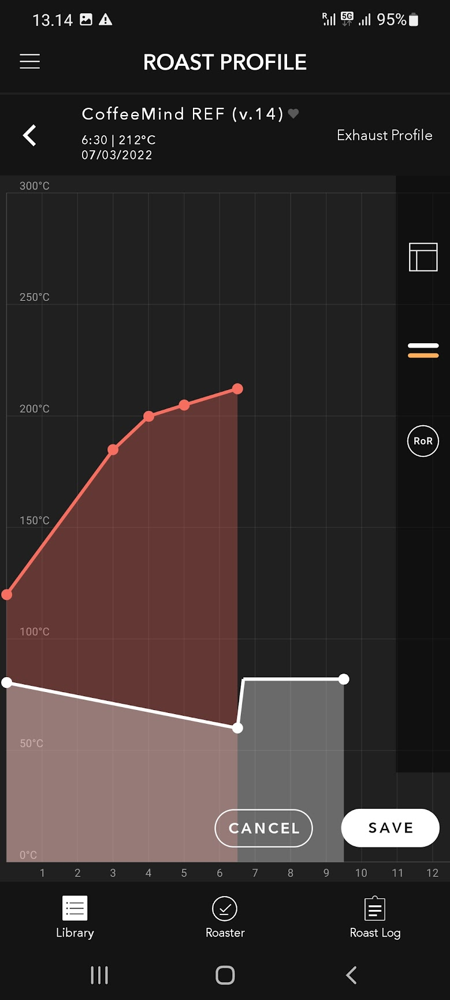 13.14 R 5G 95%
ROAST PROFILE
CoffeeMind REF (v.14)
6:30 | 212°C
07/03/2022
Exhaust Profile
300°C
250°C
200°C
RoR
150°C
100°C
50°C
CANCEL SAVE
0°C
1 2 3 4 5 6 7 8 9 10 11 12
Library Roaster Roast Log